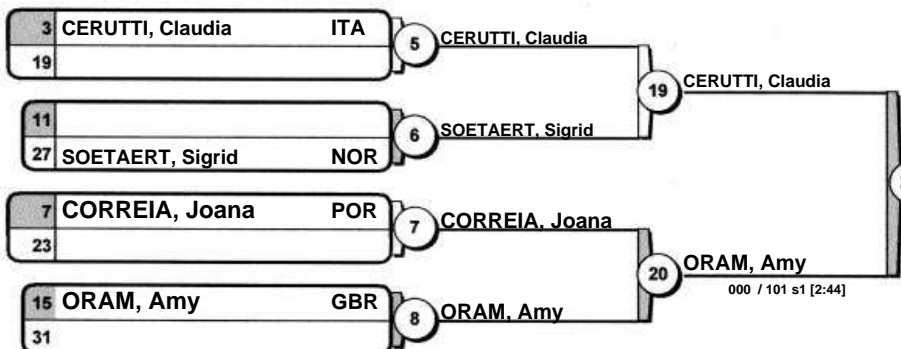 3 CERUTTI, Claudia ITA
19
5 CERUTTI, Claudia
11
27 SOETAERT, Sigrid NOR
6 SOETAERT, Sigrid
19 CERUTTI, Claudia
7 CORREIA, Joana POR
23
7 CORREIA, Joana
15 ORAM, Amy GBR
31
8 ORAM, Amy
20 ORAM, Amy
000 / 101 s1 [2:44]